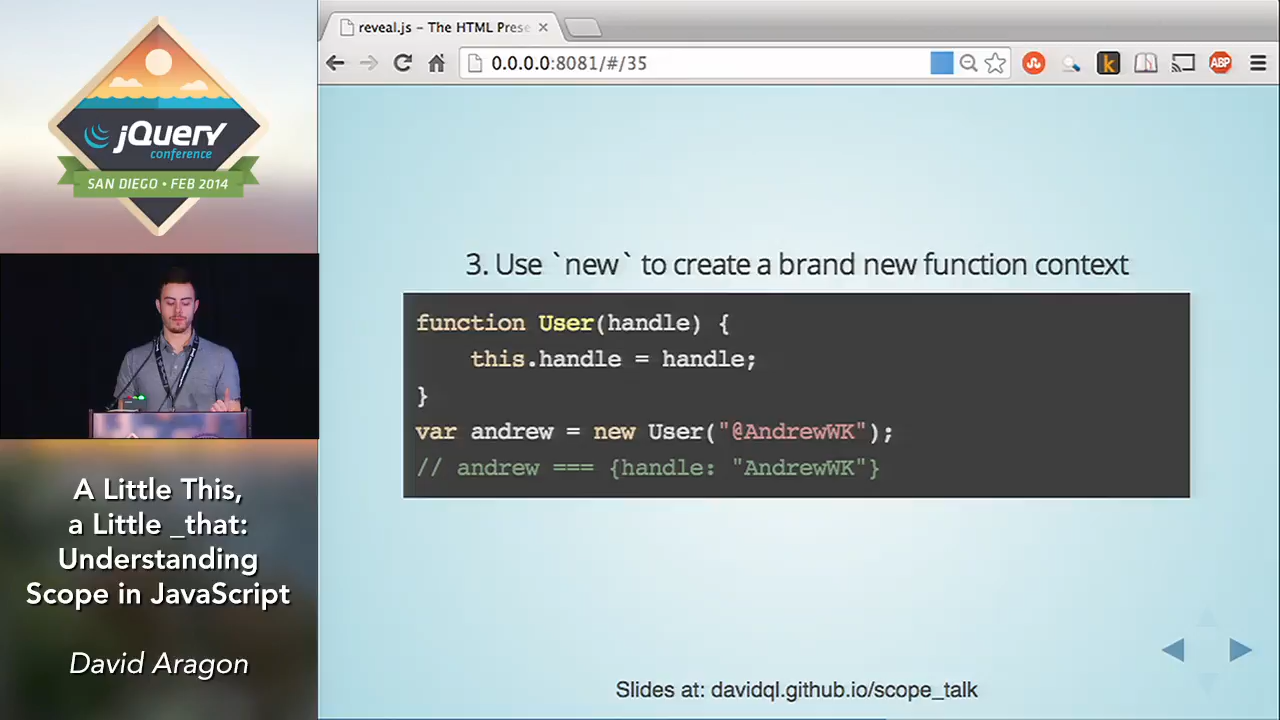 jQuery
conference
SAN DIEGO • FEB 2014
A Little This,
a Little _that:
Understanding
Scope in JavaScript
David Aragon
reveal.js – The HTML Prese
0.0.0.0:8081/#/35
k
ABP
3. Use `new` to create a brand new function context
function User(handle) {
this.handle = handle;
}
var andrew = new User("@AndrewWK");
// andrew === {handle: "AndrewWK"}
Slides at: davidql.github.io/scope_talk